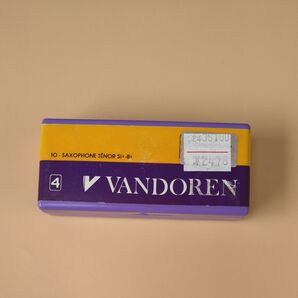 10 - SAXOPHONE TÉNOR Si♭-B♭
4
VANDOREN